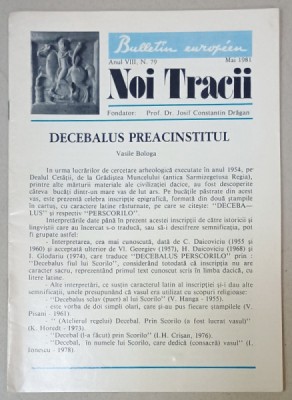 Bulletin européen
Anul VIII, N. 79
Mai 1981
Noi Tracii
Fondator: Prof. Dr. Josif Constantin Drăgan
DECEBALUS PREACINSTITUL
Vasile Bologa
In urma lucrărilor de cercetare arheologică executate în anul 1954, pe
Dealul Cetății, de la Grădiștea Muncelului (antica Sarmizegetusa Regia),
printre alte mărturii materiale ale civilizației dacice, au fost descoperite
câteva bucăți dintr-un mare vas de lut ars. Pe bucățile păstrate din acest
vas, este prezentă celebra inscripție epigrafică, formată din două ștampile
în cartuș, cu caractere latine răsturnate, pe care se citește: "DECEBA-
LUS" și respectiv "PERSCORILO".
Interpretările date până în prezent acestei inscripții de către istoricii și
lingviștii care au încercat s-o traducă, sau să-i descifreze semnificația, pot
fi grupate astfel:
- Interpretarea, cea mai cunoscută, dată de C. Daicoviciu (1955 și
1960) și acceptată ulterior de Vl. Georgiev (1957), H. Daicoviciu (1968) și
I. Glodariu (1974), care traduce "DECEBALUS PERSCORILO" prin :
"Decebalus fiul lui Scorilo", considerând totodată că inscripția nu are
caracter sacru, reprezentând primul text cunoscut scris în limba dacică, cu
litere latine.
- Alte interpretări, ce susțin caracterul latin al inscripției și-i dau alte
semnificații, unele presupunând că vasul era utilizat cu scopuri religioase:
"Decebalus sclav (puer) al lui Scorilo" (V. Hanga - 1955).
era vorba de doi simpli olari, care și-au pus fiecare ștampilele (V.
Pisani - 1961).
" (Atelierul regalu) Decebal. Prin Scorilo (a fost lucrat vasul)"
(K. Horedt - 1973).
"Decebal (l-a făcut) prin Scorilo" (I.H. Crișan, 1976).
"Decebal, în numele lui Scorilo, care dedică (consacră) vasul" (I.
Ionescu - 1978).